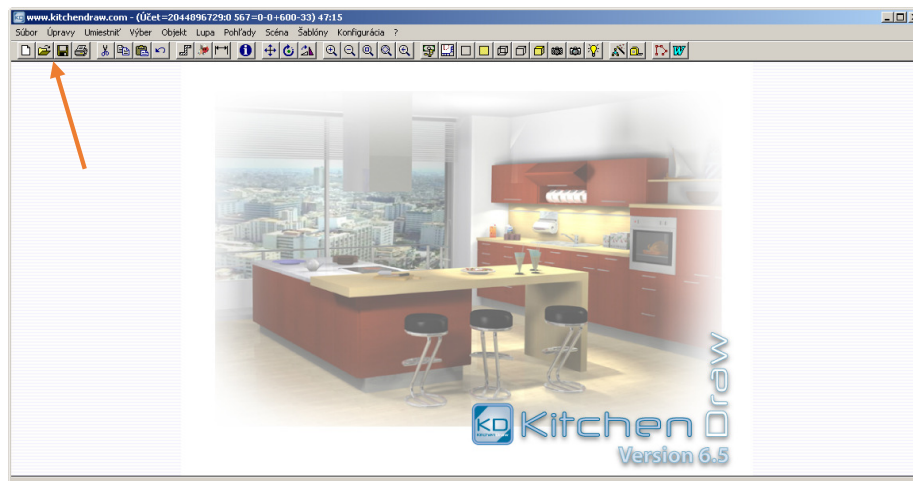 www.kitchendraw.com - (Účet=2044896729:0 567=0-0+600-33) 47:15
Súbor Úpravy Umiestniť Výber Objekt Lupa Pohľady Scéna Šablóny Konfigurácia ?
KD Kitchen Draw
Version 6.5